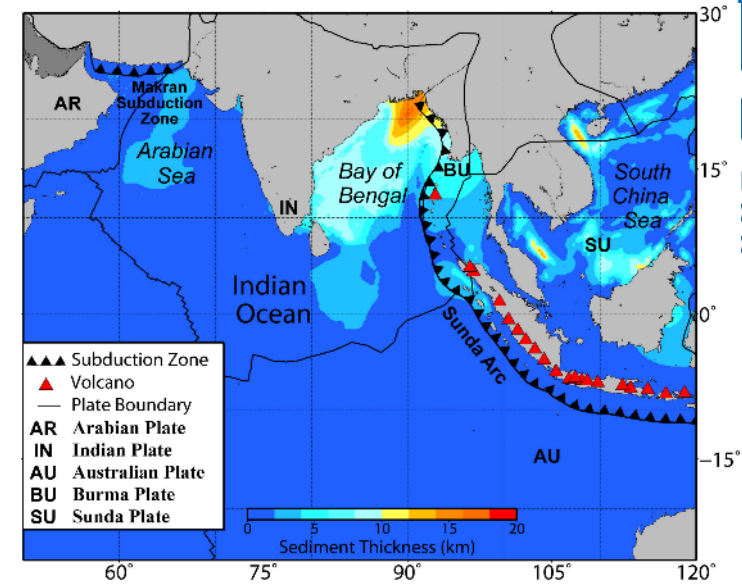 30°
Makran
Subduction
Zone
AR
Arabian
Sea
15°
Bay of
Bengal
BU
South
China
Sea
IN
SU
Indian
Ocean
0°
Sunda Arc
Subduction Zone
Volcano
Plate Boundary
AR Arabian Plate
IN Indian Plate
AU Australian Plate
BU Burma Plate
SU Sunda Plate
AU
-15°
0 5 10 15 20
Sediment Thickness (km)
60° 75° 90° 105° 120°